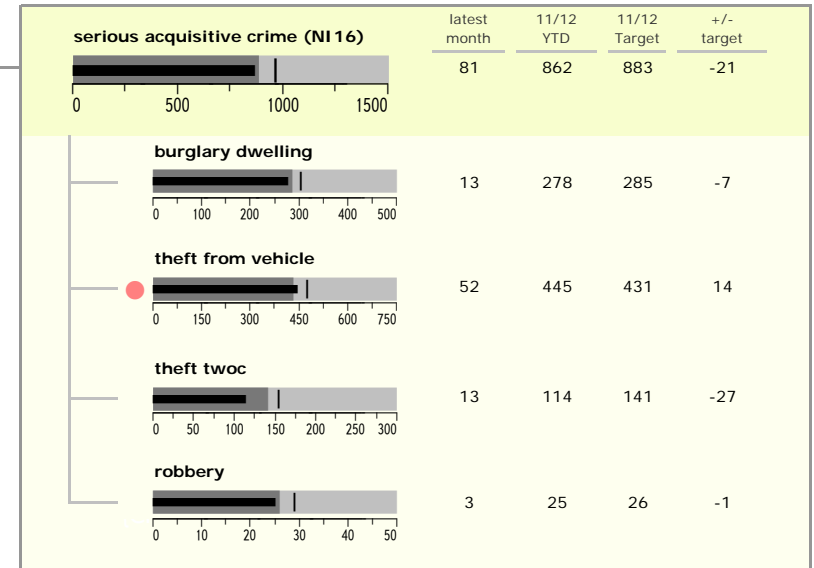 latest 11/12 11/12 +/-
serious acquisitive crime (NI16) month YTD Target target
81 862 883 -21
0 500 1000 1500
burglary dwelling
13 278 285 -7
0 100 200 300 400 500
theft from vehicle
52 445 431 14
0 150 300 450 600 750
theft twoc
13 114 141 -27
0 50 100 150 200 250 300
robbery
3 25 26 -1
0 10 20 30 40 50